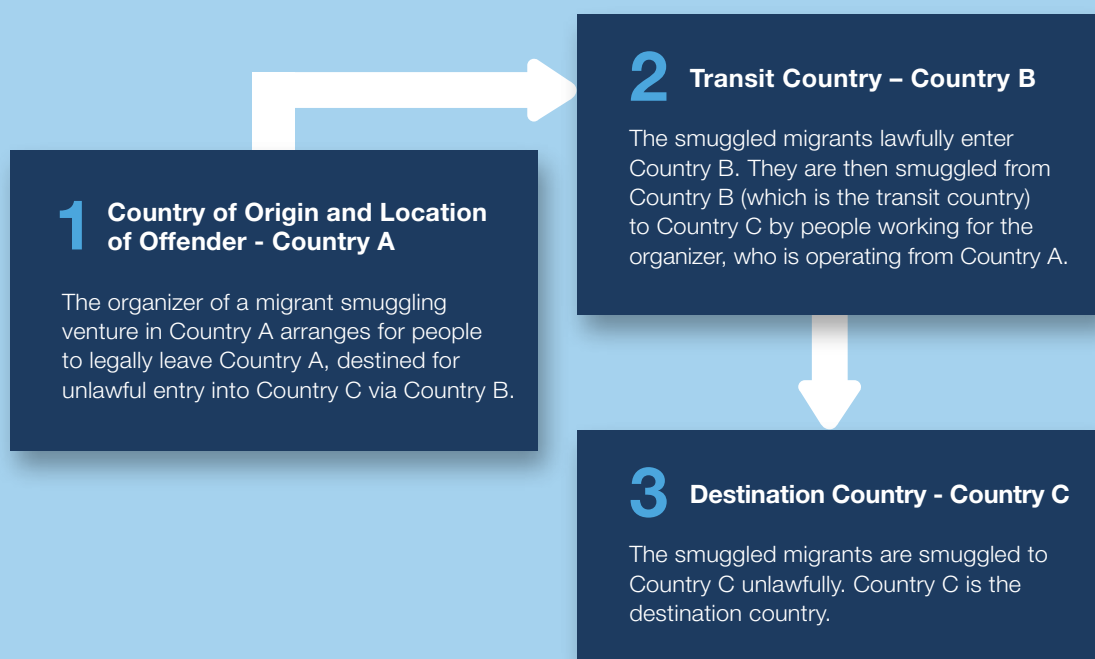 1
Country of Origin and Location
of Offender - Country A
The organizer of a migrant smuggling
venture in Country A arranges for people
to legally leave Country A, destined for
unlawful entry into Country C via Country B.
2
Transit Country – Country B
The smuggled migrants lawfully enter
Country B. They are then smuggled from
Country B (which is the transit country)
to Country C by people working for the
organizer, who is operating from Country A.
3
Destination Country - Country C
The smuggled migrants are smuggled to
Country C unlawfully. Country C is the
destination country.